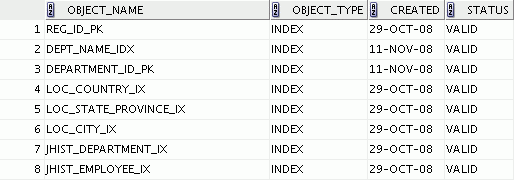 OBJECT_NAME OBJECT_TYPE CREATED STATUS
1 REG_ID_PK INDEX 29-OCT-08 VALID
2 DEPT_NAME_IDX INDEX 11-NOV-08 VALID
3 DEPARTMENT_ID_PK INDEX 11-NOV-08 VALID
4 LOC_COUNTRY_IX INDEX 29-OCT-08 VALID
5 LOC_STATE_PROVINCE_IX INDEX 29-OCT-08 VALID
6 LOC_CITY_IX INDEX 29-OCT-08 VALID
7 JHIST_DEPARTMENT_IX INDEX 29-OCT-08 VALID
8 JHIST_EMPLOYEE_IX INDEX 29-OCT-08 VALID